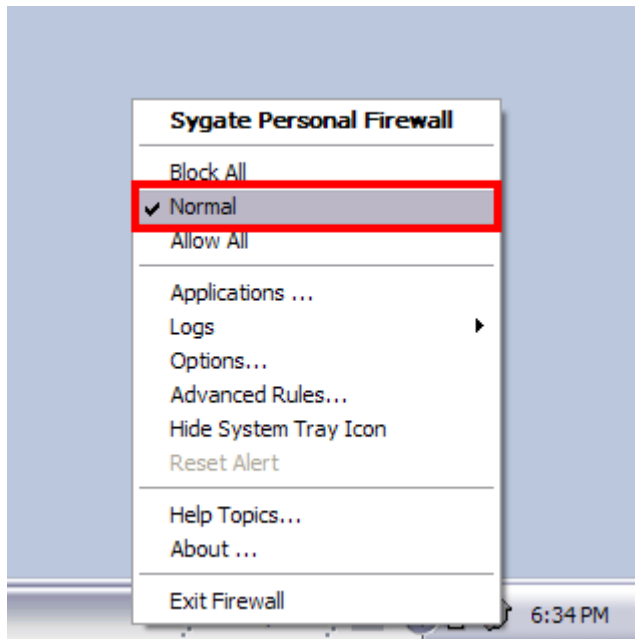 Sygate Personal Firewall
Block All
Normal
Allow All
Applications ...
Logs
Options...
Advanced Rules...
Hide System Tray Icon
Reset Alert
Help Topics...
About ...
Exit Firewall
6:34 PM